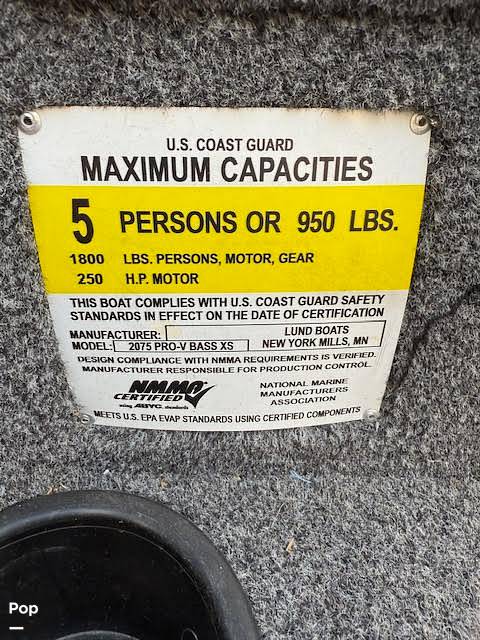 U.S. COAST GUARD
MAXIMUM CAPACITIES
5 PERSONS OR 950 LBS.
1800 LBS. PERSONS, MOTOR, GEAR
250 H.P. MOTOR
THIS BOAT COMPLIES WITH U.S. COAST GUARD SAFETY
STANDARDS IN EFFECT ON THE DATE OF CERTIFICATION
MANUFACTURER: LUND BOATS
MODEL: 2075 PRO-V BASS XS NEW YORK MILLS, MN
DESIGN COMPLIANCE WITH NMMA REQUIREMENTS IS VERIFIED.
MANUFACTURER RESPONSIBLE FOR PRODUCTION CONTROL.
NMMA
CERTIFIED
using ABYC standards
NATIONAL MARINE
MANUFACTURERS
ASSOCIATION
MEETS U.S. EPA EVAP STANDARDS USING CERTIFIED COMPONENTS
Pop